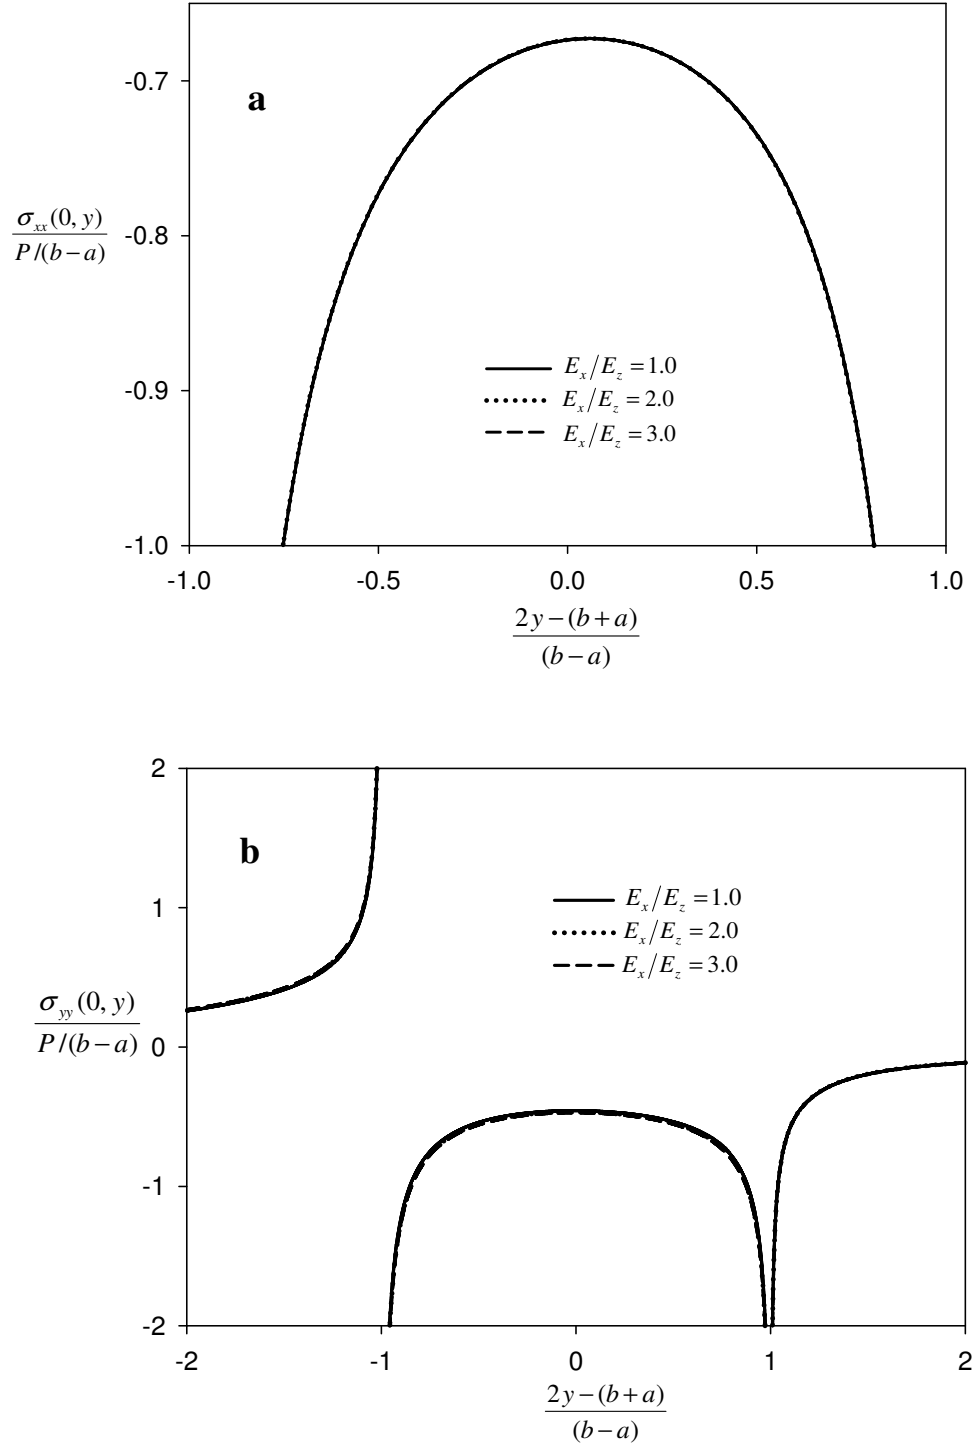 -0.7
a
σxx(0, y)
P/(b−a)
-0.8
Ex/Ez = 1.0
-0.9
Ex/Ez = 2.0
Ex/Ez = 3.0
-1.0
-1.0 -0.5 0.0 0.5 1.0
2y−(b+a)
(b−a)
2
b
1
Ex/Ez = 1.0
Ex/Ez = 2.0
Ex/Ez = 3.0
σyy(0, y)
P/(b−a)
0
-1
-2
-2 -1 0 1 2
2y−(b+a)
(b−a)